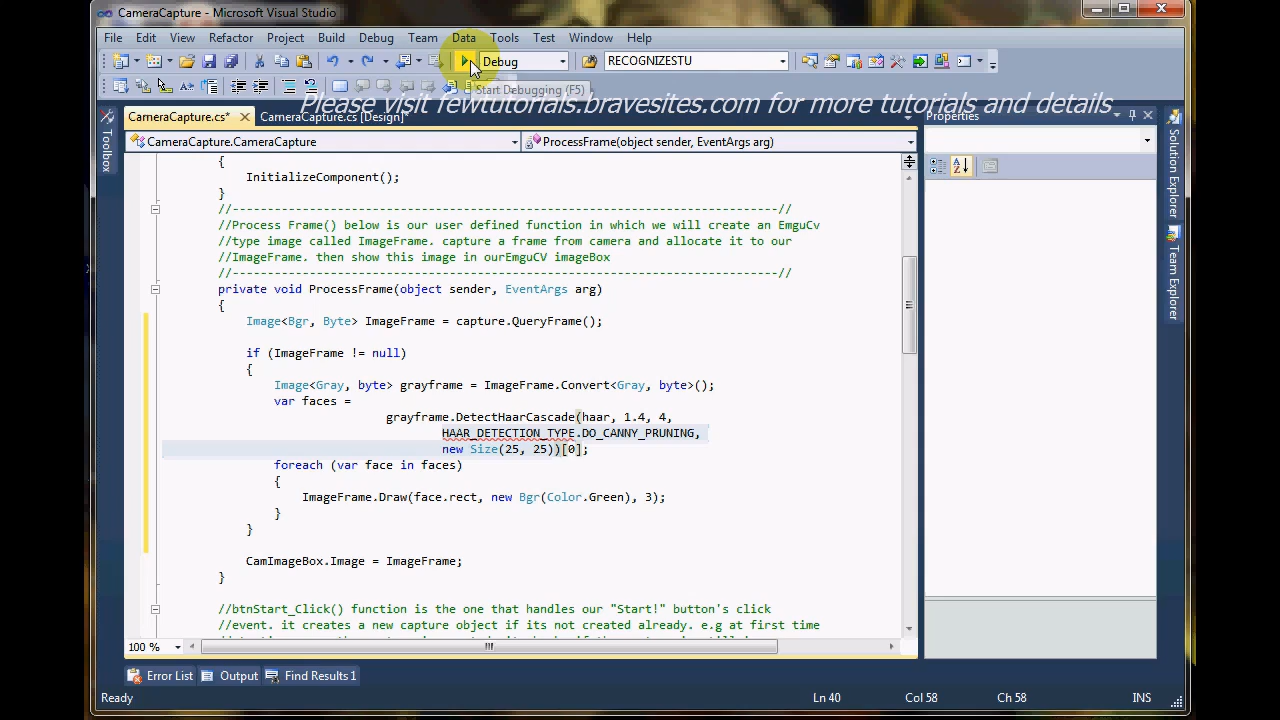 CameraCapture - Microsoft Visual Studio
File Edit View Refactor Project Build Debug Team Data Tools Test Window Help
Debug RECOGNIZESTU
Start Debugging (F5)
Please visit fewtutorials.bravesites.com for more tutorials and details
CameraCapture.cs* CameraCapture.cs [Design]*
Properties
CameraCapture.CameraCapture ProcessFrame(object sender, EventArgs arg)
Toolbox
Solution Explorer
Team Explorer
{
InitializeComponent();
}
//-----------------------------------------------------------------------------//
//Process Frame() below is our user defined function in which we will create an EmguCv
//type image called ImageFrame. capture a frame from camera and allocate it to our
//ImageFrame. then show this image in ourEmguCV imageBox
//-----------------------------------------------------------------------------//
private void ProcessFrame(object sender, EventArgs arg)
{
Image<Bgr, Byte> ImageFrame = capture.QueryFrame();
if (ImageFrame != null)
{
Image<Gray, byte> grayframe = ImageFrame.Convert<Gray, byte>();
var faces =
grayframe.DetectHaarCascade(haar, 1.4, 4,
HAAR_DETECTION_TYPE.DO_CANNY_PRUNING,
new Size(25, 25))[0];
foreach (var face in faces)
{
ImageFrame.Draw(face.rect, new Bgr(Color.Green), 3);
}
}
CamImageBox.Image = ImageFrame;
}
//btnStart_Click() function is the one that handles our "Start!" button's click
//event. it creates a new capture object if its not created already. e.g at first time
100 %
Error List Output Find Results 1
Ready Ln 40 Col 58 Ch 58 INS